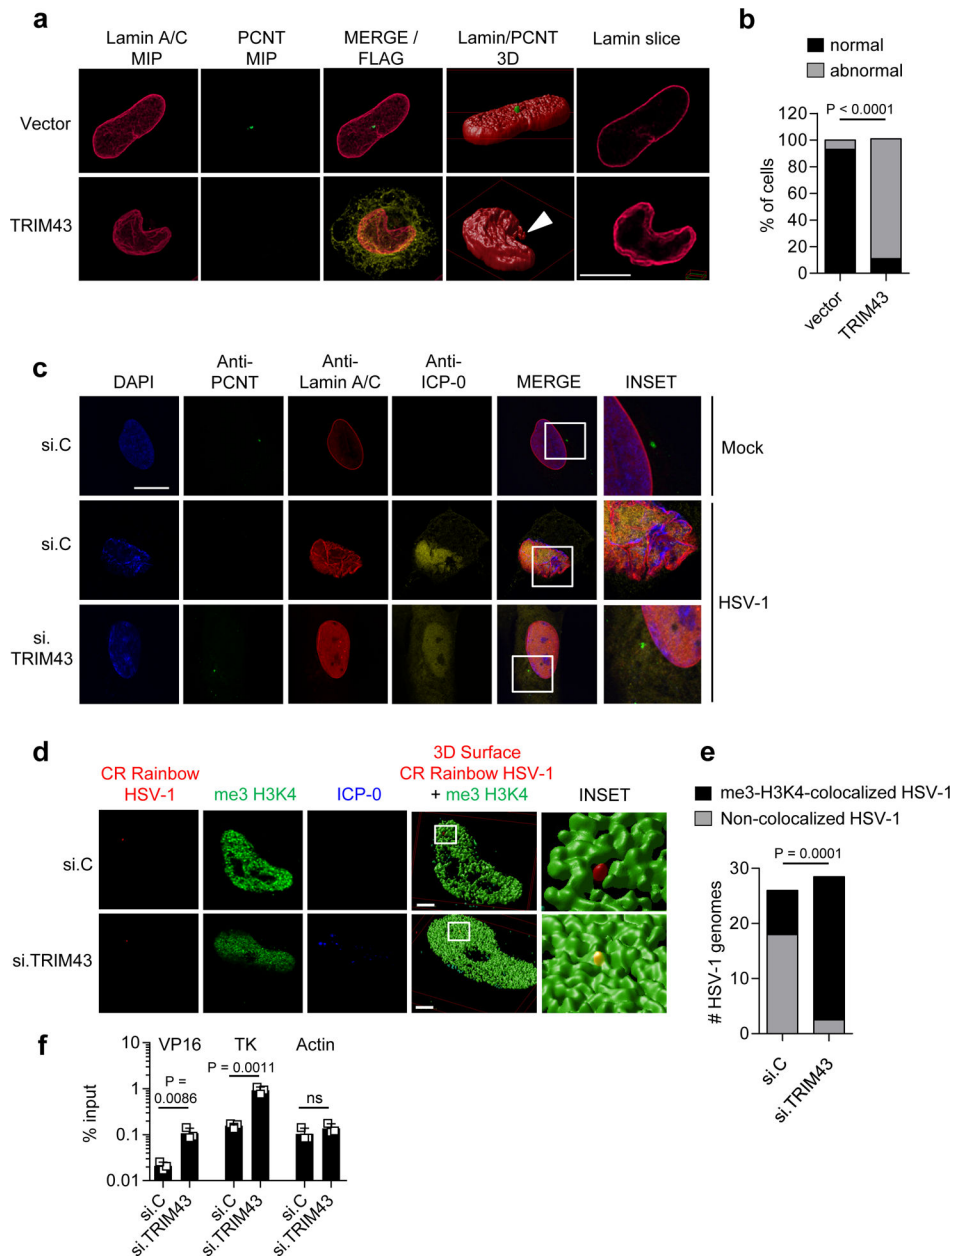 a
Lamin A/C MIP
PCNT MIP
MERGE / FLAG
Lamin/PCNT 3D
Lamin slice
Vector
TRIM43
b
normal
abnormal
P < 0.0001
120
100
80
60
40
20
0
% of cells
vector
TRIM43
c
DAPI
Anti-PCNT
Anti-Lamin A/C
Anti-ICP-0
MERGE
INSET
si.C
Mock
si.C
si.
TRIM43
HSV-1
d
CR Rainbow
HSV-1
me3 H3K4
ICP-0
3D Surface
CR Rainbow HSV-1
+ me3 H3K4
INSET
si.C
si.TRIM43
e
me3-H3K4-colocalized HSV-1
Non-colocalized HSV-1
P = 0.0001
30
20
10
0
# HSV-1 genomes
si.C
si.TRIM43
f
VP16
TK
Actin
P =
0.0086
P = 0.0011
ns
10
1
0.1
0.01
% input
si.C
si.TRIM43
si.C
si.TRIM43
si.C
si.TRIM43